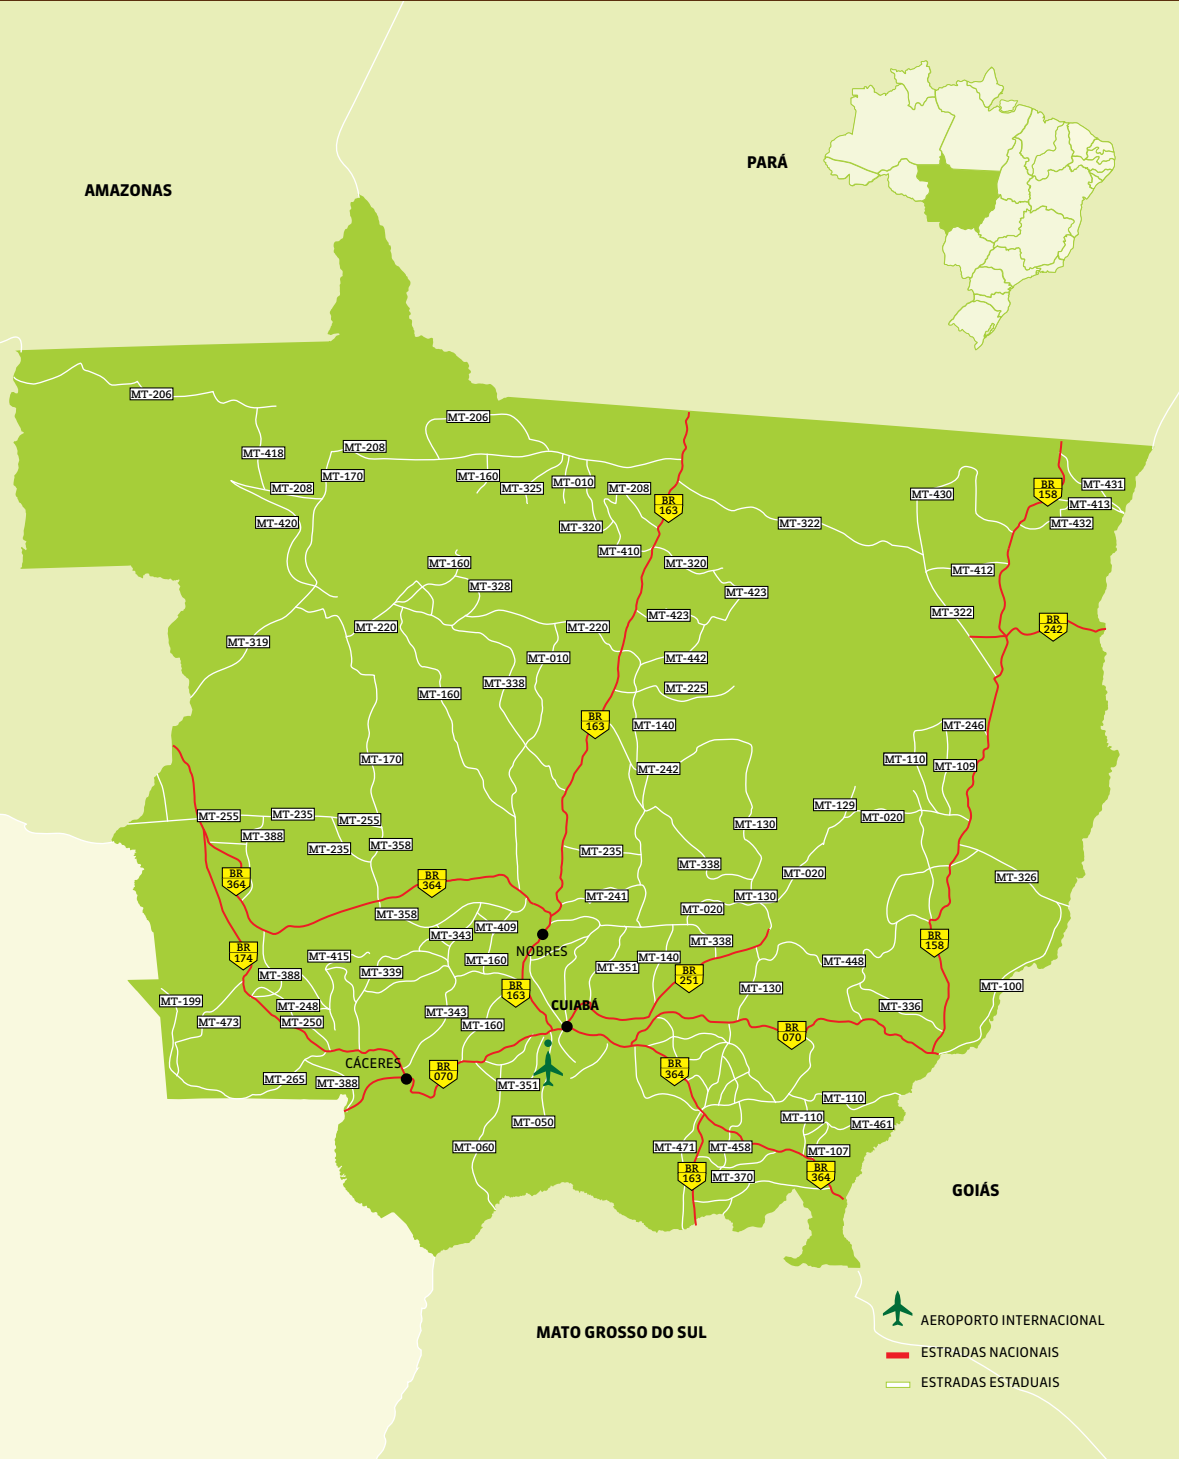 PARÁ
AMAZONAS
MT-206
MT-206
MT-208
MT-418
MT-170
MT-160
MT-010
MT-208
MT-325
MT-208
BR
163
MT-430
BR
158
MT-431
MT-413
MT-420
MT-320
MT-322
MT-432
MT-410
MT-160
MT-320
MT-412
MT-328
MT-423
MT-423
MT-322
MT-220
MT-220
BR
242
MT-319
MT-010
MT-442
MT-338
MT-225
MT-160
BR
163
MT-140
MT-246
MT-170
MT-110
MT-109
MT-242
MT-129
MT-020
MT-255
MT-235
MT-255
MT-130
MT-388
MT-235
MT-358
MT-235
MT-338
MT-020
MT-326
BR
364
BR
364
MT-241
MT-130
MT-358
MT-020
MT-343
MT-409
MT-338
BR
158
NOBRES
BR
174
MT-415
MT-160
MT-351
MT-140
MT-448
MT-388
MT-339
BR
251
MT-130
MT-100
BR
163
MT-199
MT-248
MT-343
CUIABÁ
MT-336
MT-473
MT-250
MT-160
BR
070
CÁCERES
BR
070
BR
364
MT-265
MT-388
MT-351
MT-110
MT-050
MT-110
MT-461
MT-060
MT-471
MT-458
MT-107
BR
163
MT-370
BR
364
GOIÁS
MATO GROSSO DO SUL
AEROPORTO INTERNACIONAL
ESTRADAS NACIONAIS
ESTRADAS ESTADUAIS